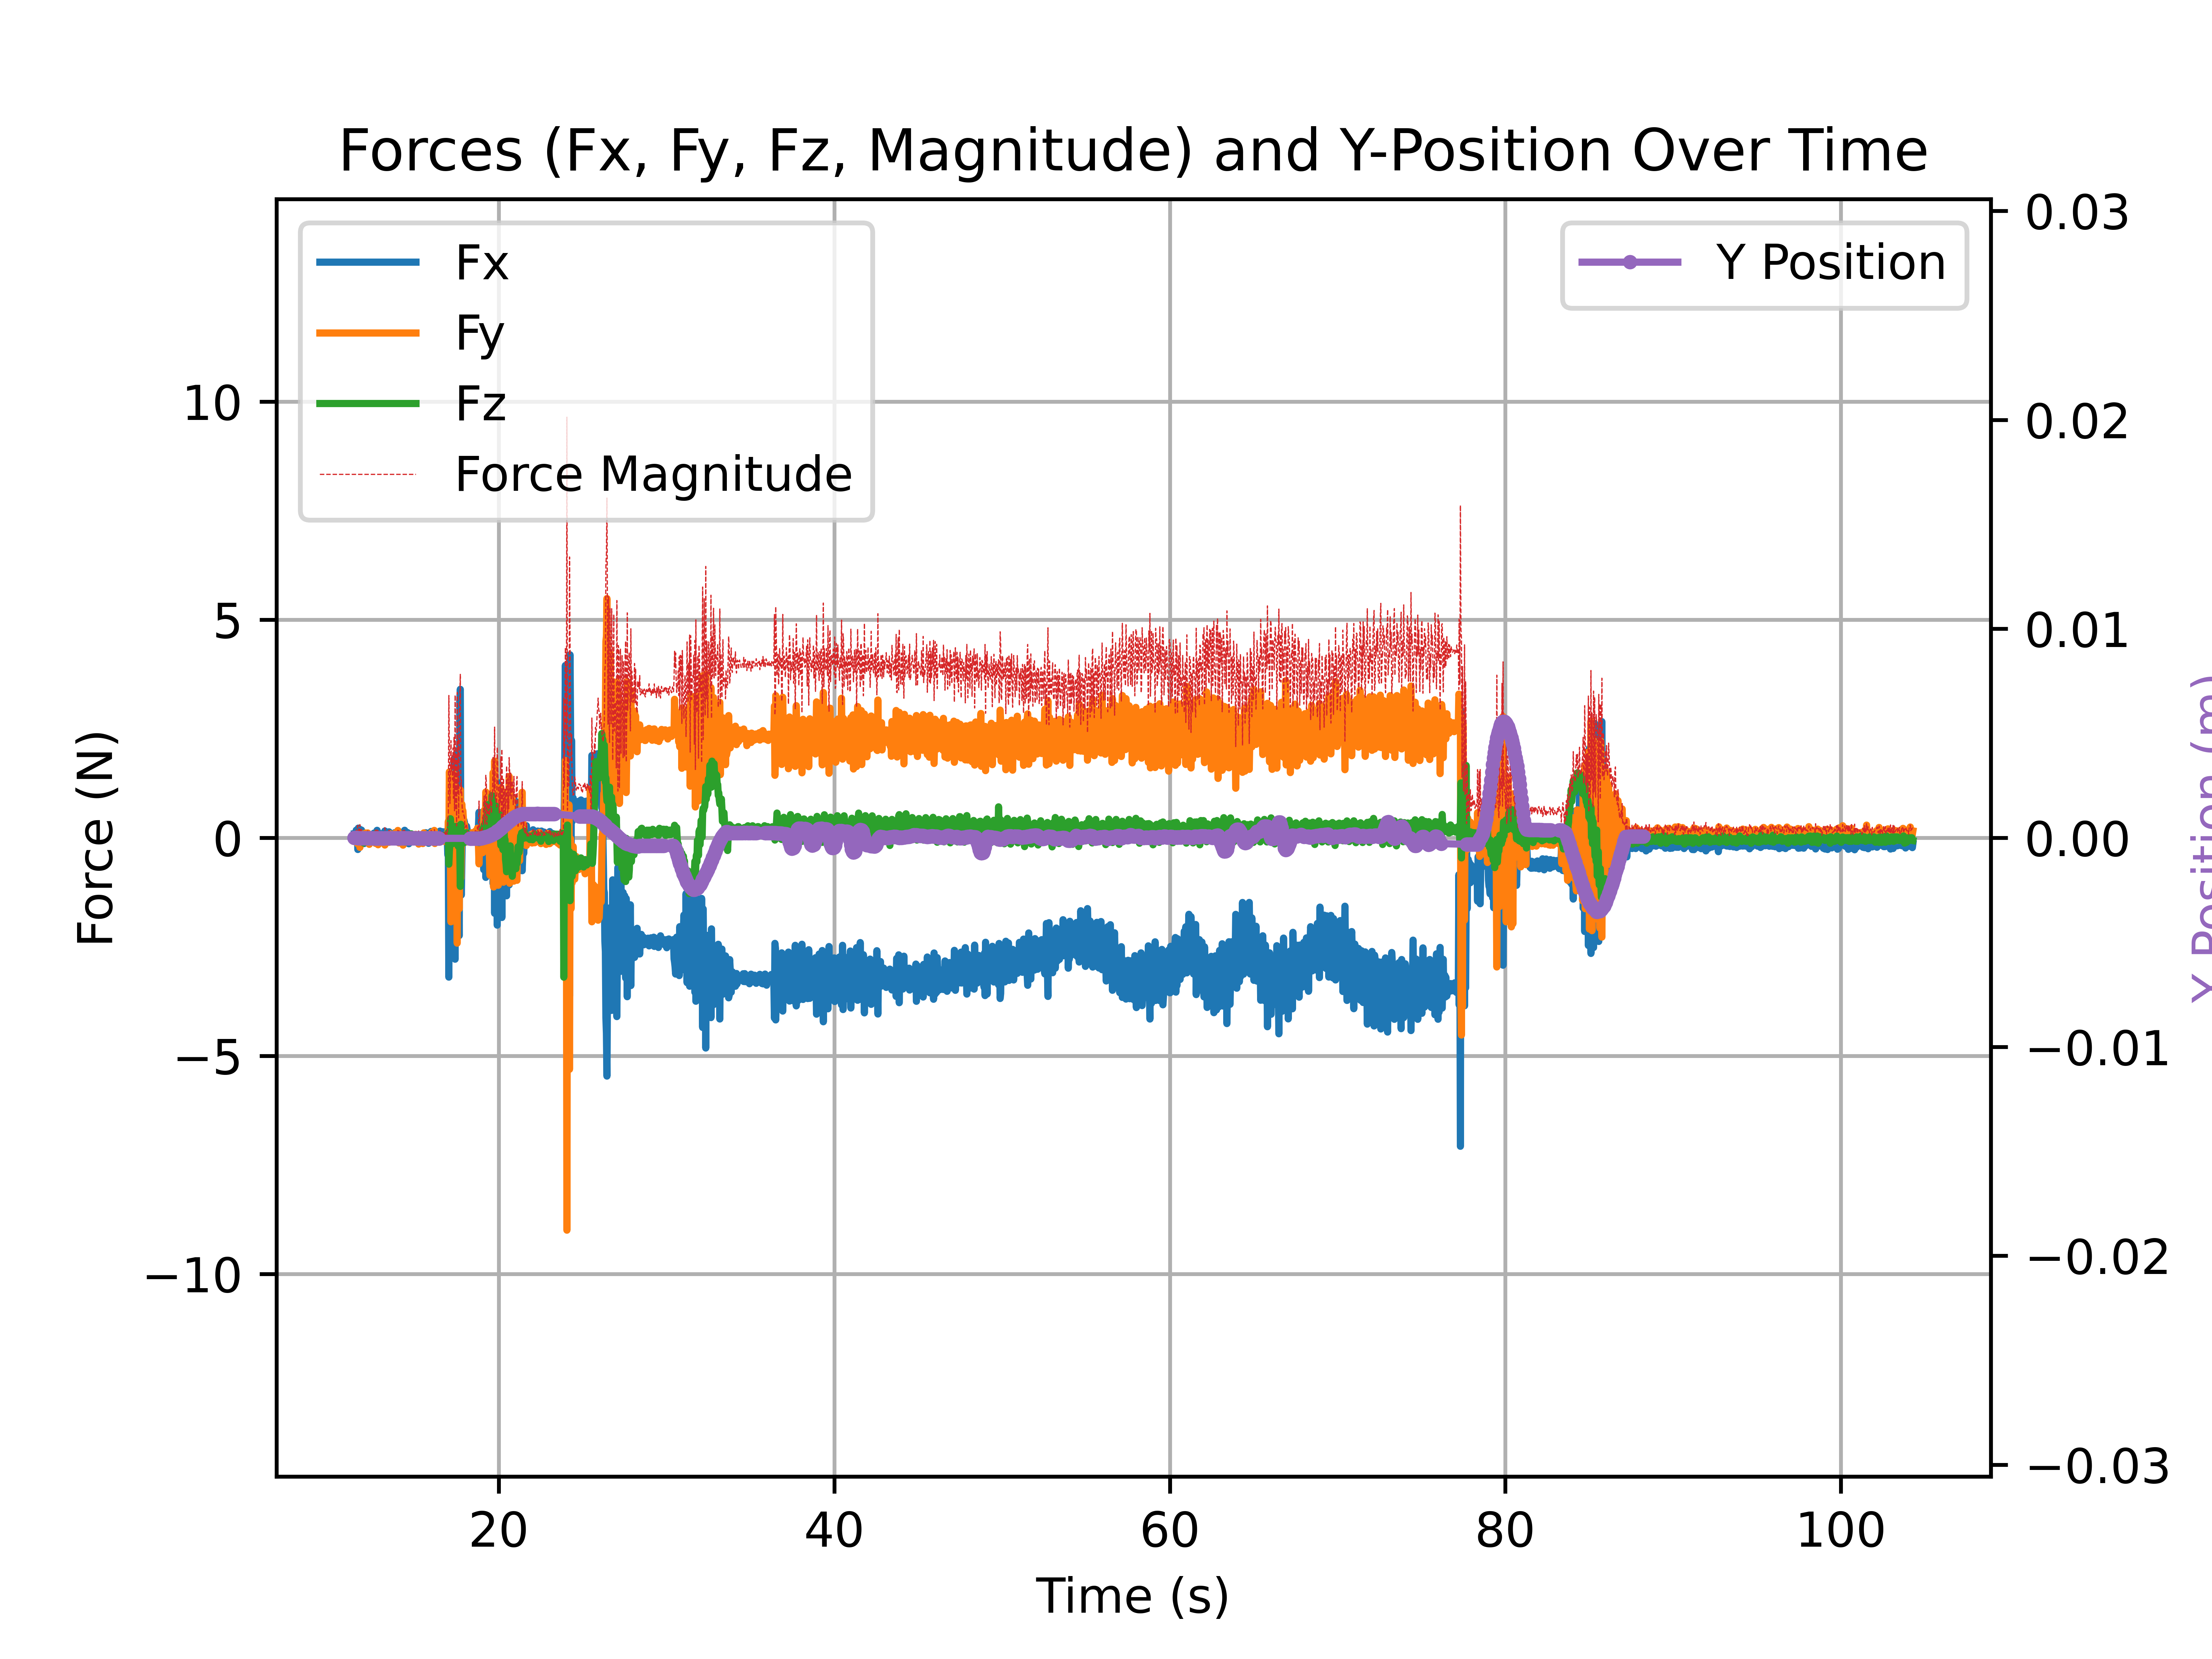 Forces (Fx, Fy, Fz, Magnitude) and Y-Position Over Time
Fx
Fy
Fz
Force Magnitude
Y Position
10
5
0
−5
−10
Force (N)
0.03
0.02
0.01
0.00
−0.01
−0.02
−0.03
Y Position (m)
20
40
60
80
100
Time (s)